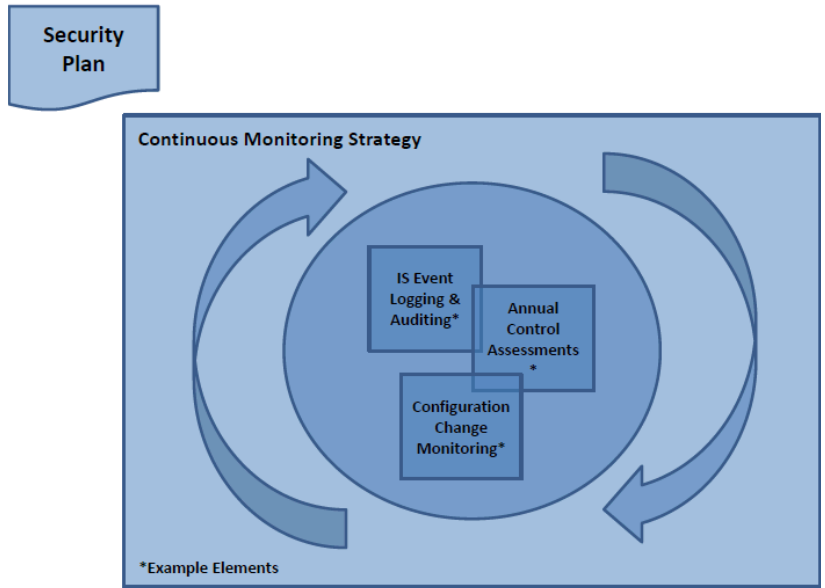 Security
Plan
Continuous Monitoring Strategy
IS Event
Logging &
Auditing*
Annual
Control
Assessments
*
Configuration
Change
Monitoring*
*Example Elements